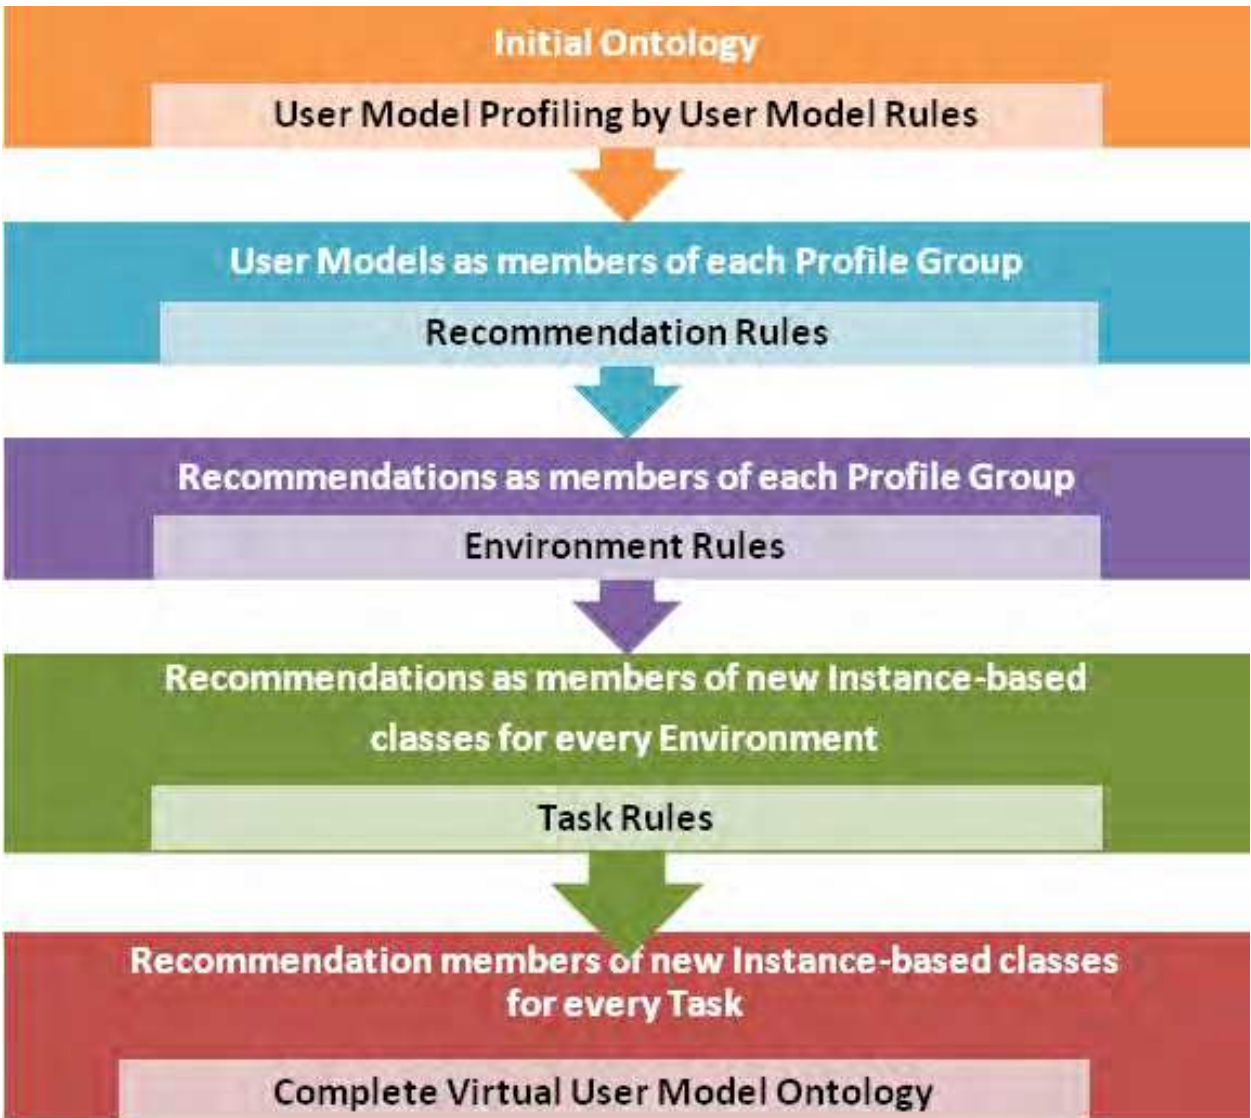 Initial Ontology
User Model Profiling by User Model Rules
User Models as members of each Profile Group
Recommendation Rules
Recommendations as members of each Profile Group
Environment Rules
Recommendations as members of new Instance-based
classes for every Environment
Task Rules
Recommendation members of new Instance-based classes
for every Task
Complete Virtual User Model Ontology